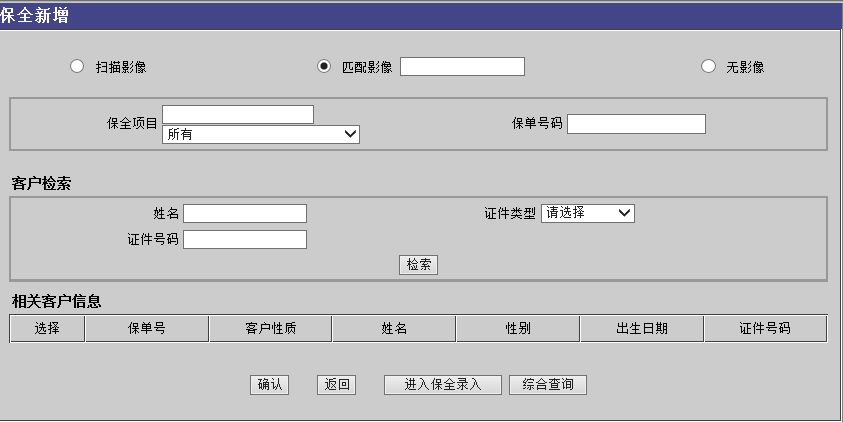 保全新增
扫描影像 匹配影像 无影像
保全项目 保单号码
所有
客户检索
姓名 证件类型 请选择
证件号码
检索
相关客户信息
选择 保单号 客户性质 姓名 性别 出生日期 证件号码
确认 返回 进入保全录入 综合查询